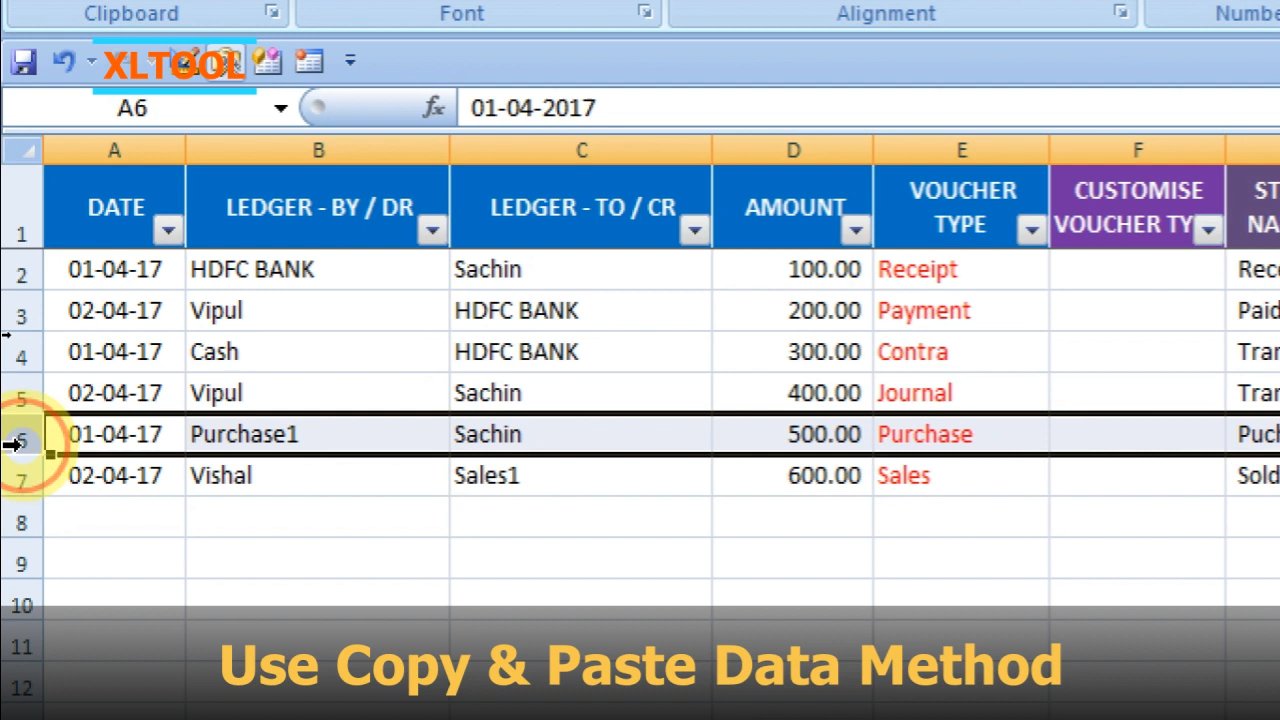 Clipboard Font Alignment Numbe
XLTOOL
A6 fx 01-04-2017
A B C D E F
1 DATE LEDGER - BY / DR LEDGER - TO / CR AMOUNT VOUCHER TYPE CUSTOMISE VOUCHER TY ST NA
2 01-04-17 HDFC BANK Sachin 100.00 Receipt Rece
3 02-04-17 Vipul HDFC BANK 200.00 Payment Paid
4 01-04-17 Cash HDFC BANK 300.00 Contra Tran
5 02-04-17 Vipul Sachin 400.00 Journal Tran
6 01-04-17 Purchase1 Sachin 500.00 Purchase Puch
7 02-04-17 Vishal Sales1 600.00 Sales Sold
8
9
10
11
12
Use Copy & Paste Data Method